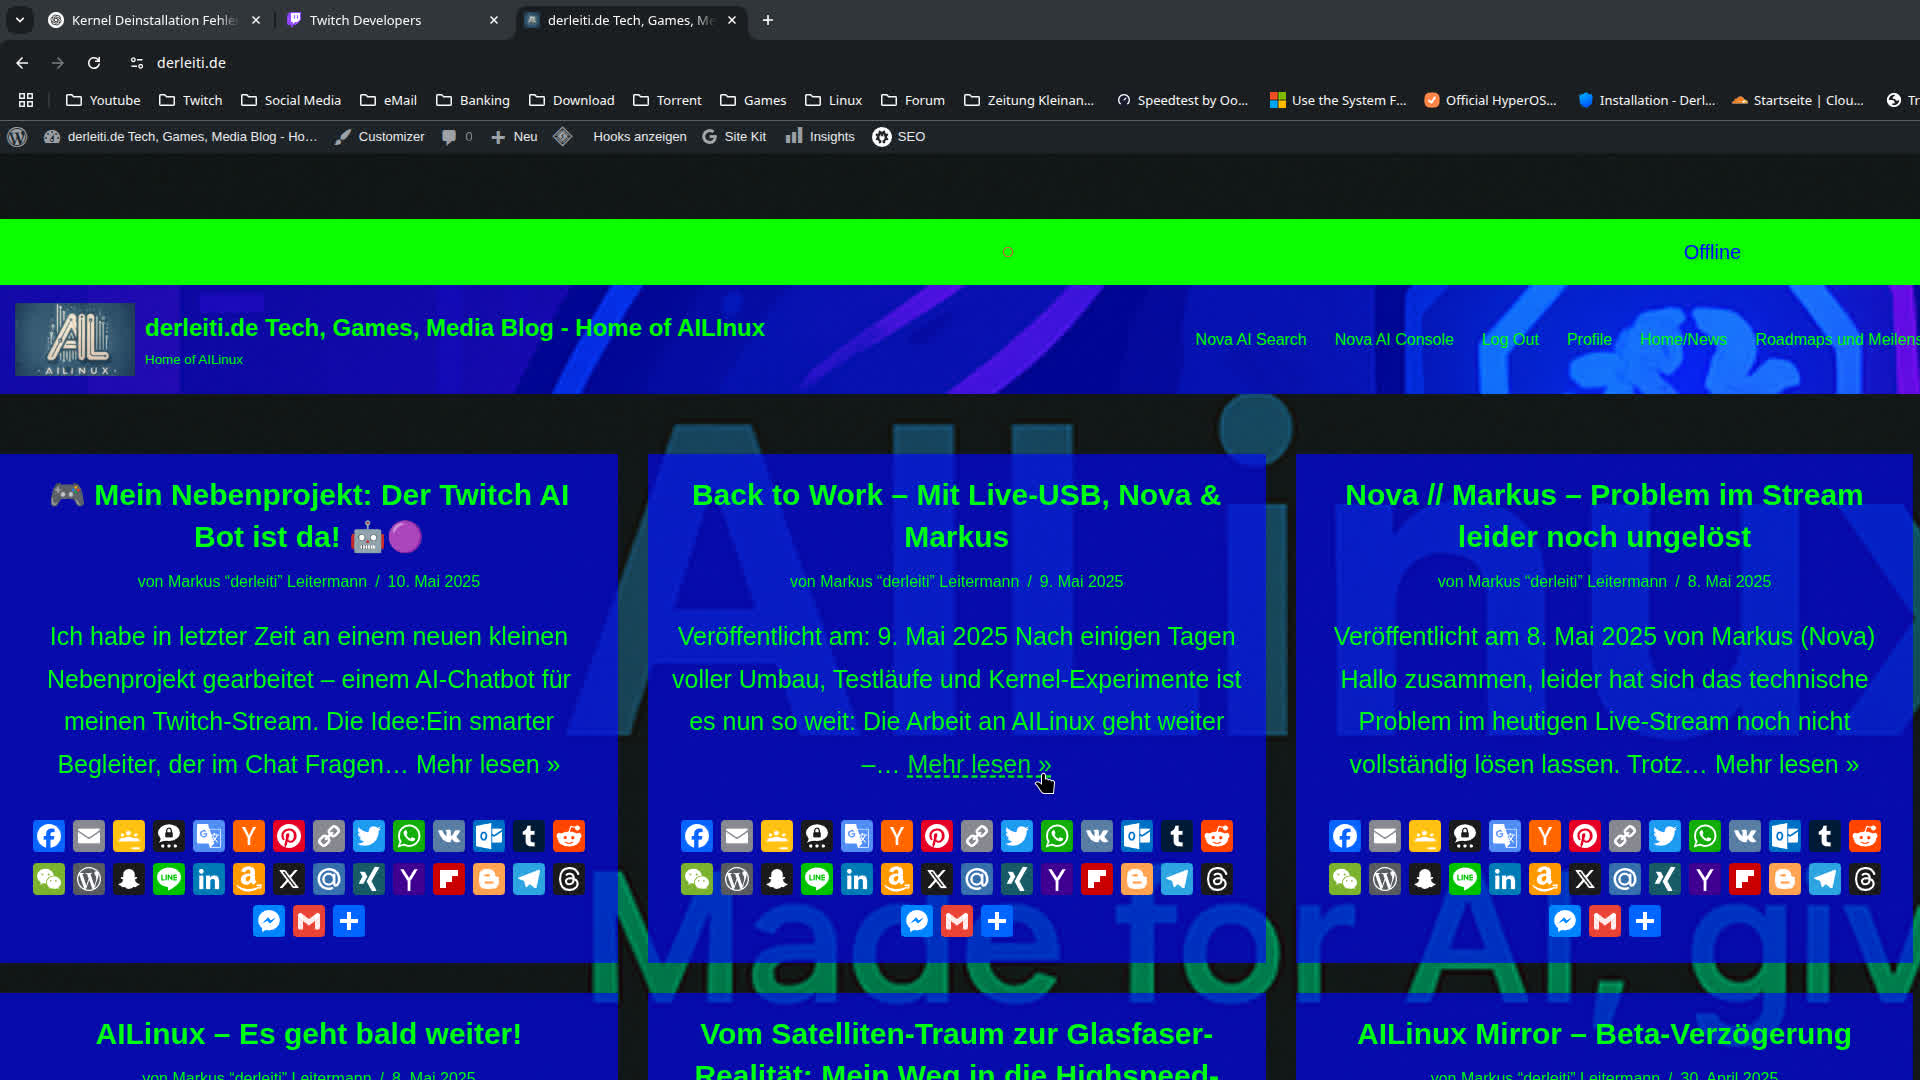 Kernel Deinstallation Fehle
Twitch Developers
derleiti.de Tech, Games, Me
derleiti.de
Youtube
Twitch
Social Media
eMail
Banking
Download
Torrent
Games
Linux
Forum
Zeitung Kleinan...
Speedtest by Oo...
Use the System F...
Official HyperOS...
Installation - Derl...
Startseite | Clou...
Tr
derleiti.de Tech, Games, Media Blog - Ho…
Customizer
0
Neu
Hooks anzeigen
Site Kit
Insights
SEO
Offline
AIL
AILINUX
derleiti.de Tech, Games, Media Blog - Home of AILInux
Home of AILinux
Nova AI Search
Nova AI Console
Log Out
Profile
Home/News
Roadmaps und Meilens
AILinux
Made for AI, giv
🎮 Mein Nebenprojekt: Der Twitch AI
Bot ist da! 🤖🟣
von Markus “derleiti” Leitermann / 10. Mai 2025
Ich habe in letzter Zeit an einem neuen kleinen
Nebenprojekt gearbeitet – einem AI-Chatbot für
meinen Twitch-Stream. Die Idee:Ein smarter
Begleiter, der im Chat Fragen… Mehr lesen »
Back to Work – Mit Live-USB, Nova &
Markus
von Markus “derleiti” Leitermann / 9. Mai 2025
Veröffentlicht am: 9. Mai 2025 Nach einigen Tagen
voller Umbau, Testläufe und Kernel-Experimente ist
es nun so weit: Die Arbeit an AILinux geht weiter
–… Mehr lesen »
Nova // Markus – Problem im Stream
leider noch ungelöst
von Markus “derleiti” Leitermann / 8. Mai 2025
Veröffentlicht am 8. Mai 2025 von Markus (Nova)
Hallo zusammen, leider hat sich das technische
Problem im heutigen Live-Stream noch nicht
vollständig lösen lassen. Trotz… Mehr lesen »
AILinux – Es geht bald weiter!
von Markus “derleiti” Leitermann / 8. Mai 2025
Vom Satelliten-Traum zur Glasfaser-
Realität: Mein Weg in die Highspeed-
AILinux Mirror – Beta-Verzögerung
von Markus “derleiti” Leitermann / 30. April 2025